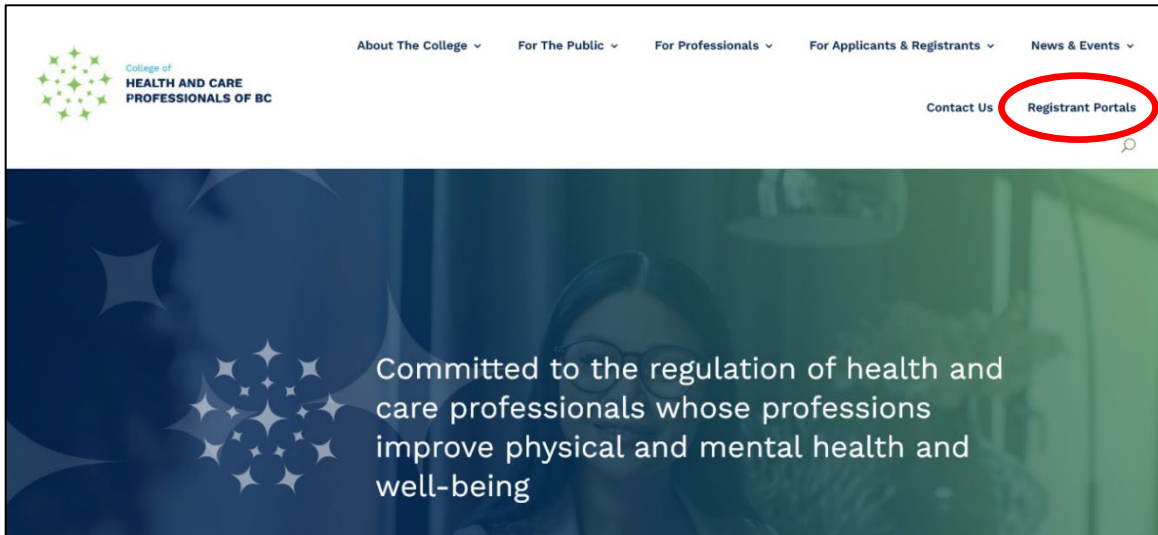 About The College
For The Public
For Professionals
For Applicants & Registrants
News & Events
College of
HEALTH AND CARE
PROFESSIONALS OF BC
Contact Us
Registrant Portals
Committed to the regulation of health and
care professionals whose professions
improve physical and mental health and
well-being